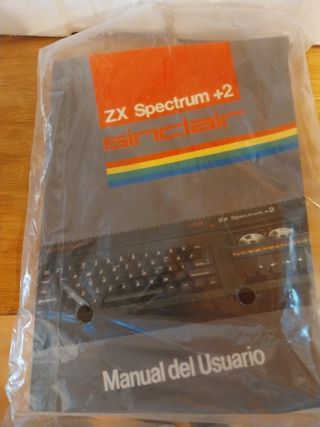 ZX Spectrum +2
sinclair
ZX Spectrum +2
Manual del Usuario